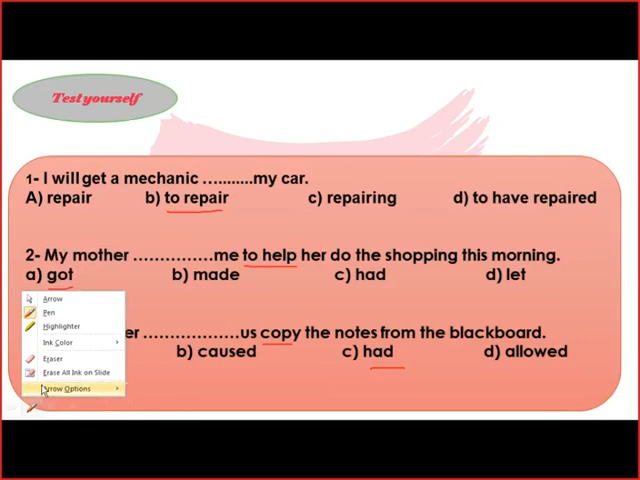 Test yourself
1- I will get a mechanic ….........my car.
A) repair b) to repair c) repairing d) to have repaired
2- My mother ……………me to help her do the shopping this morning.
a) got b) made c) had d) let
Arrow
Pen
Highlighter
er ………………us copy the notes from the blackboard.
Ink Color
b) caused c) had d) allowed
Eraser
Erase All Ink on Slide
Arrow Options